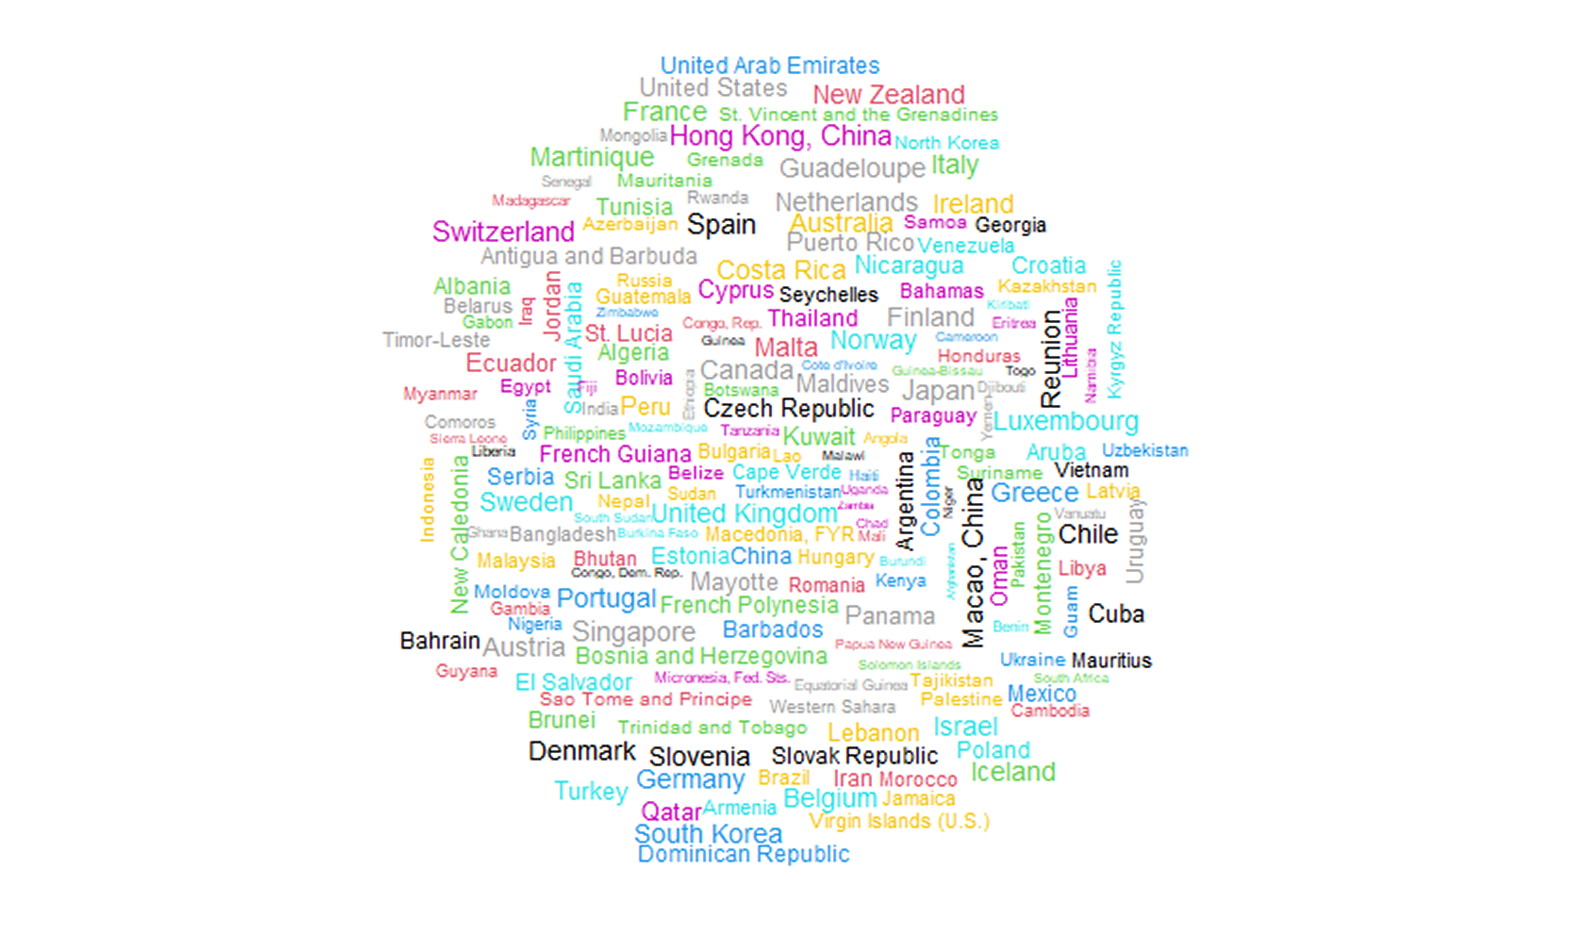 United Arab Emirates
United States
New Zealand
France
St. Vincent and the Grenadines
Mongolia
Hong Kong, China
North Korea
Martinique
Grenada
Guadeloupe
Italy
Senegal
Mauritania
Madagascar
Tunisia
Rwanda
Netherlands
Ireland
Switzerland
Azerbaijan
Spain
Australia
Samoa
Georgia
Puerto Rico
Venezuela
Antigua and Barbuda
Costa Rica
Nicaragua
Croatia
Albania
Russia
Cyprus
Seychelles
Bahamas
Kazakhstan
Kyrgyz Republic
Belarus
Iraq
Jordan
Saudi Arabia
Guatemala
Kiribati
Gabon
Zimbabwe
Congo, Rep.
Thailand
Finland
Eritrea
Reunion
Lithuania
Timor-Leste
St. Lucia
Guinea
Malta
Norway
Cameroon
Ecuador
Algeria
Honduras
Namibia
Egypt
Fiji
Bolivia
Ethiopia
Canada
Cote d'Ivoire
Guinea-Bissau
Togo
Myanmar
Botswana
Maldives
Japan
Djibouti
Syria
India
Peru
Czech Republic
Paraguay
Yemen
Luxembourg
Comoros
Philippines
Mozambique
Tanzania
Kuwait
Angola
Sierra Leone
Liberia
French Guiana
Bulgaria
Lao
Malawi
Argentina
Colombia
Tonga
Aruba
Uzbekistan
Indonesia
New Caledonia
Serbia
Sri Lanka
Belize
Cape Verde
Haiti
Suriname
Vietnam
Sweden
Nepal
Sudan
Turkmenistan
Uganda
Niger
Macao, China
Greece
Latvia
South Sudan
United Kingdom
Zambia
Vanuatu
Uruguay
Ghana
Bangladesh
Burkina Faso
Macedonia, FYR
Chad
Mali
Chile
Malaysia
Bhutan
Estonia
China
Hungary
Burundi
Afghanistan
Oman
Pakistan
Montenegro
Libya
Congo, Dem. Rep.
Mayotte
Romania
Kenya
Moldova
Portugal
French Polynesia
Panama
Guam
Cuba
Gambia
Nigeria
Singapore
Barbados
Benin
Bahrain
Austria
Bosnia and Herzegovina
Papua New Guinea
Solomon Islands
Ukraine
Mauritius
Guyana
El Salvador
Micronesia, Fed. Sts.
Equatorial Guinea
Tajikistan
South Africa
Sao Tome and Principe
Western Sahara
Palestine
Mexico
Cambodia
Brunei
Trinidad and Tobago
Lebanon
Israel
Denmark
Slovenia
Slovak Republic
Poland
Germany
Brazil
Iran
Morocco
Iceland
Turkey
Qatar
Armenia
Belgium
Jamaica
South Korea
Virgin Islands (U.S.)
Dominican Republic